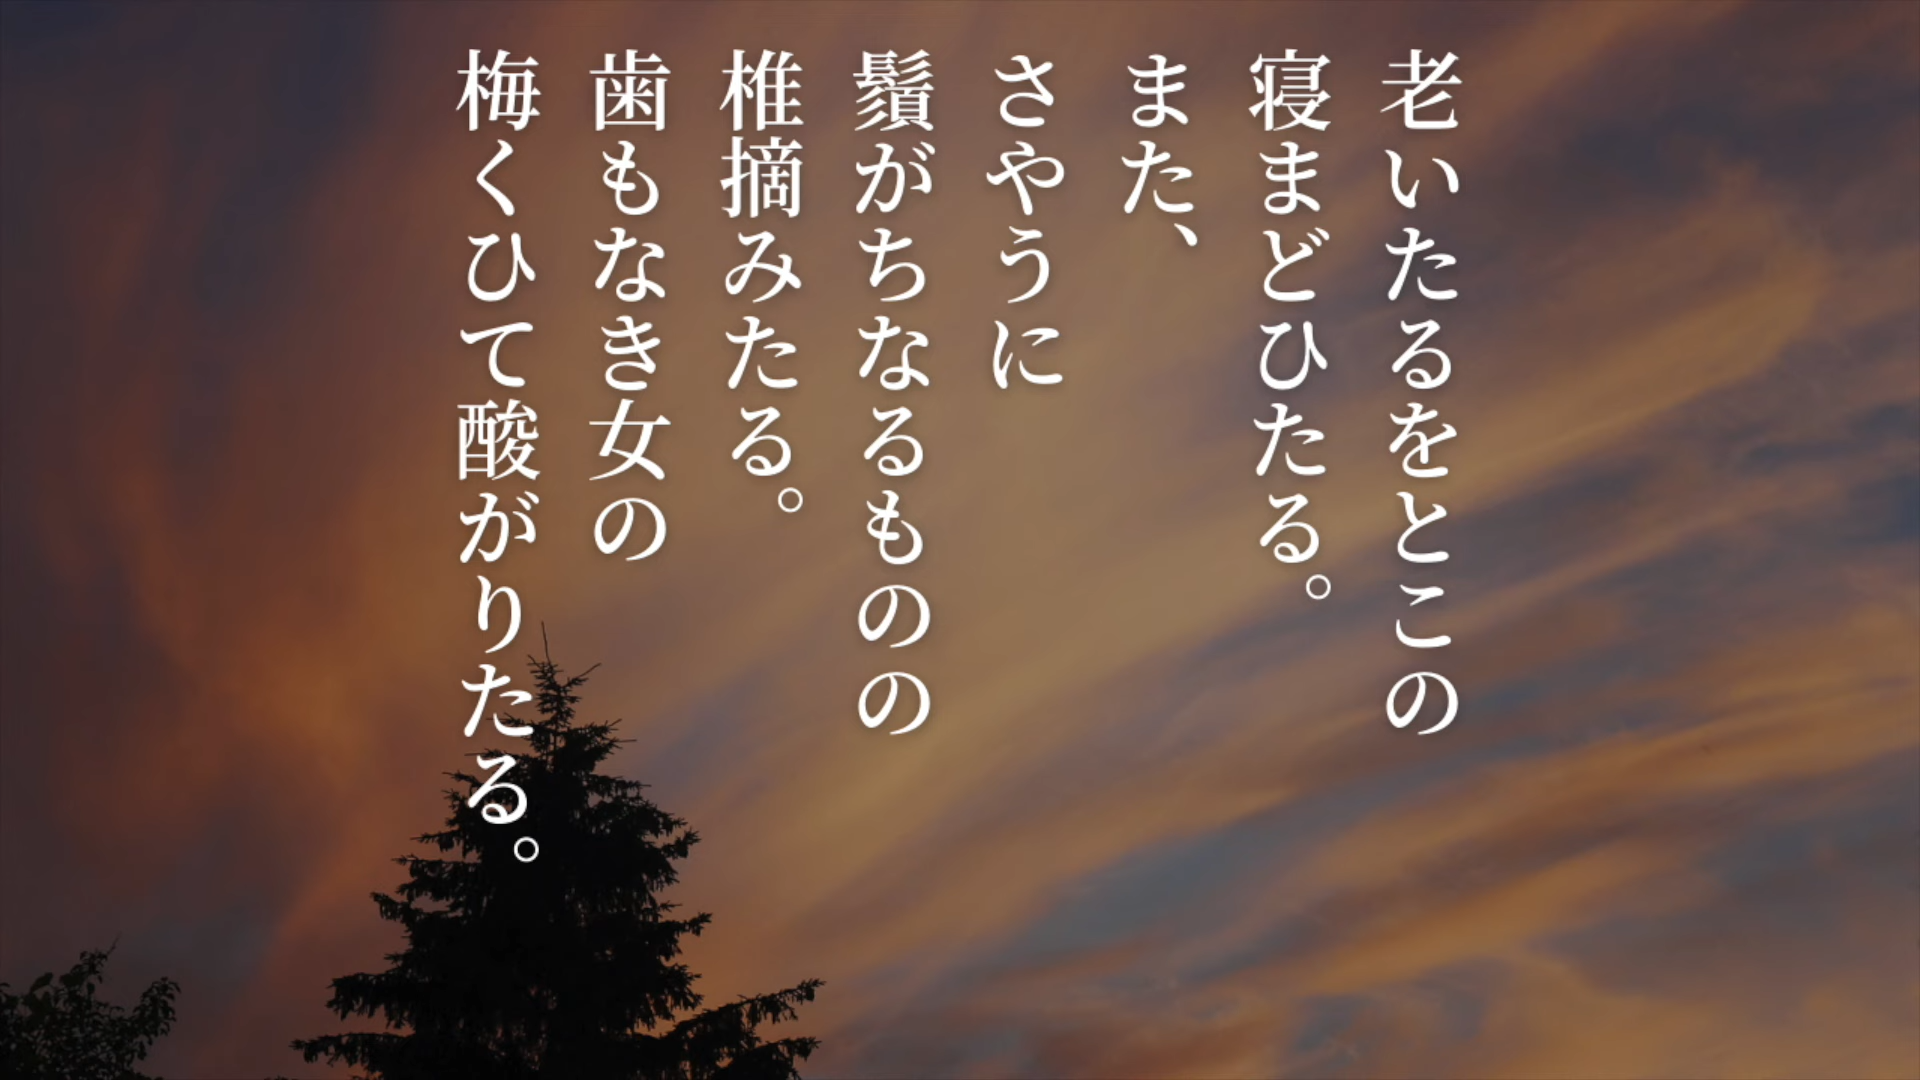 老いたるをとこの
寝まどひたる。
また、
さやうに
鬚がちなるものの
椎摘みたる。
歯もなき女の
梅くひて酸がりたる。